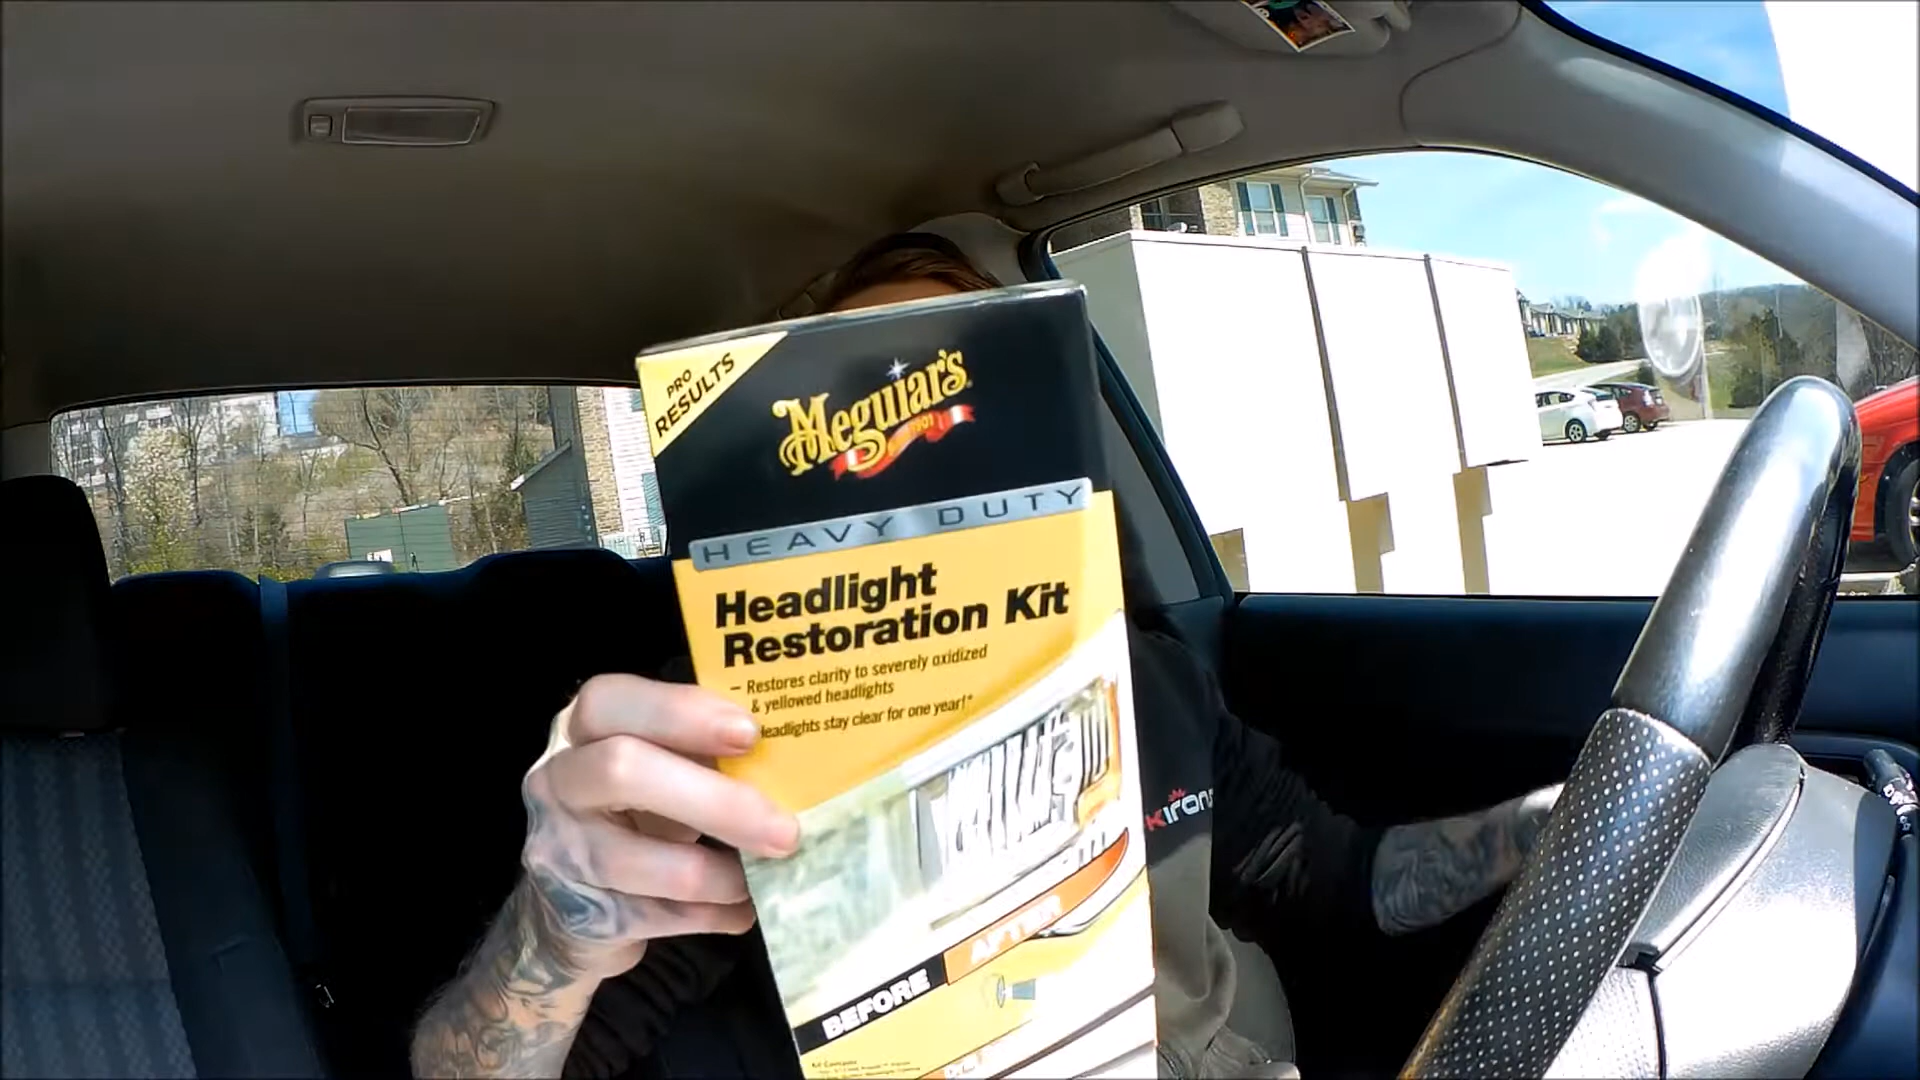 PRO
RESULTS
Meguiar's
HEAVY DUTY
Headlight
Restoration Kit
– Restores clarity to severely oxidized
& yellowed headlights
Headlights stay clear for one year!*
AFTER
BEFORE